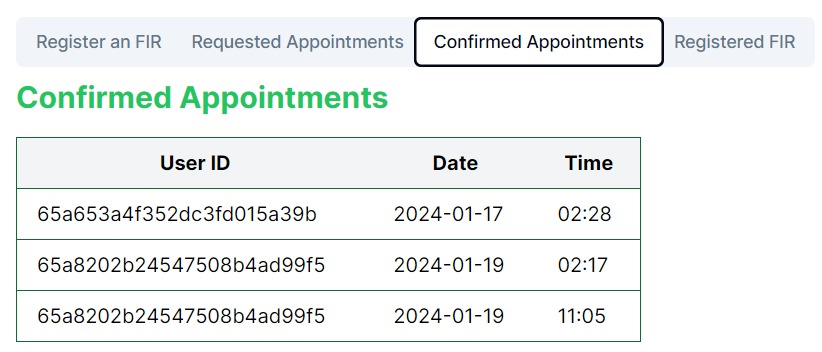 Register an FIR Requested Appointments Confirmed Appointments Registered FIR
Confirmed Appointments
User ID Date Time
65a653a4f352dc3fd015a39b 2024-01-17 02:28
65a8202b24547508b4ad99f5 2024-01-19 02:17
65a8202b24547508b4ad99f5 2024-01-19 11:05